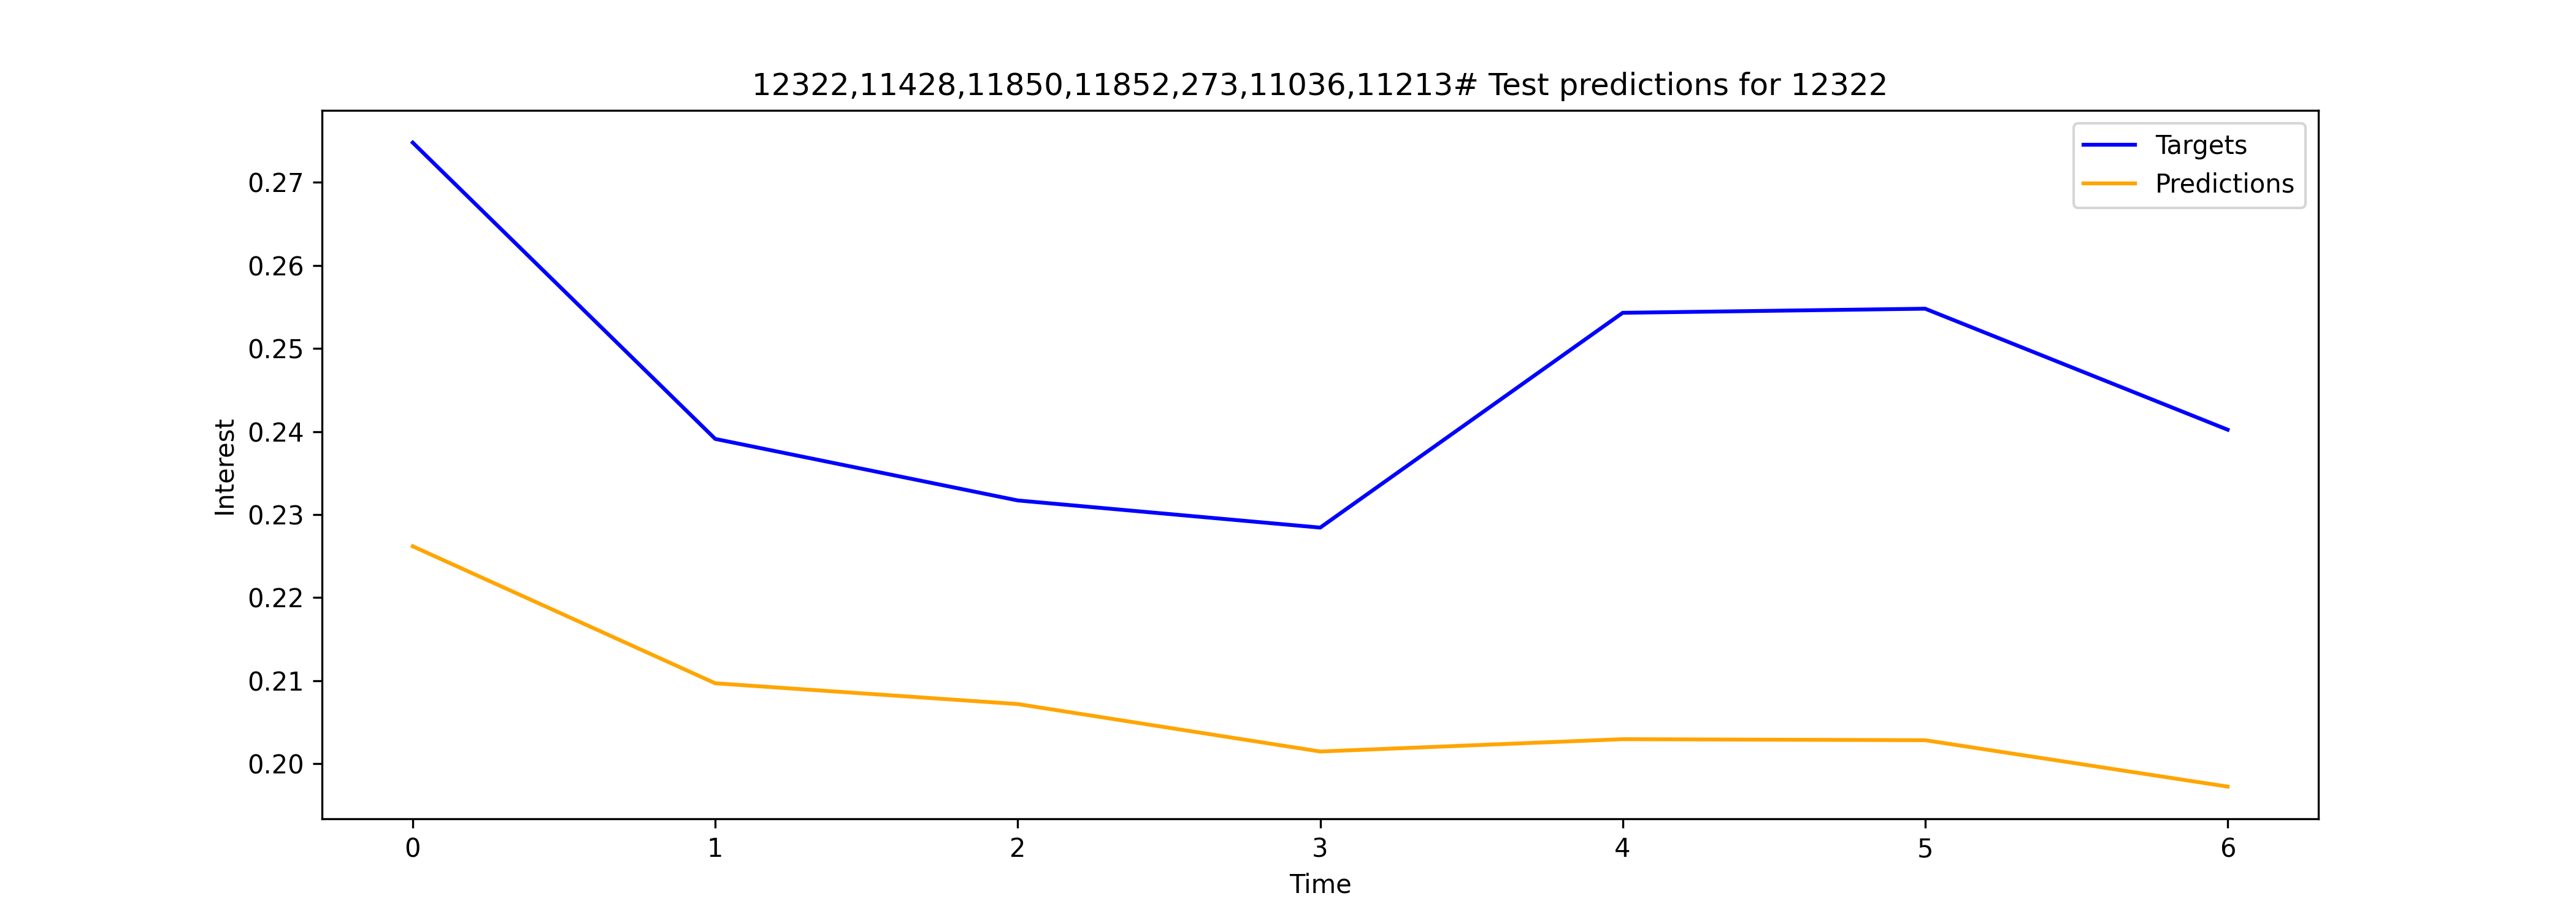 12322,11428,11850,11852,273,11036,11213# Test predictions for 12322
Targets
Predictions
Interest
0.27
0.26
0.25
0.24
0.23
0.22
0.21
0.20
0 1 2 3 4 5 6
Time